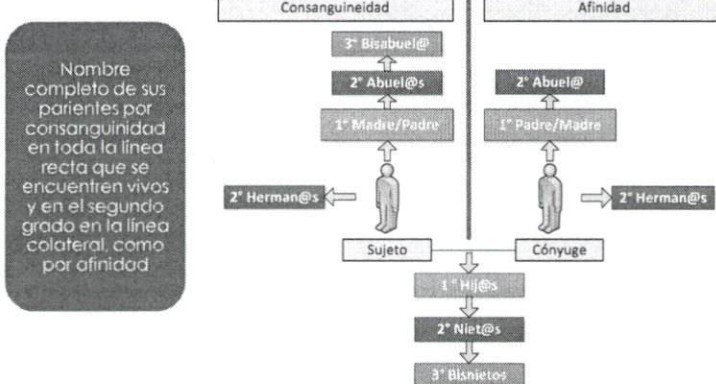 Consanguineidad
Afinidad
Nombre
completo de sus
parientes por
consanguinidad
en toda la línea
recta que se
encuentren vivos
y en el segundo
grado en la línea
colateral, como
por afinidad
3° Bisabuel@
2° Abuel@s
2° Abuel@
1° Madre/Padre
1° Padre/Madre
2° Herman@s
2° Herman@s
Sujeto
Cónyuge
1° Hij@s
2° Niet@s
3° Bisnietos